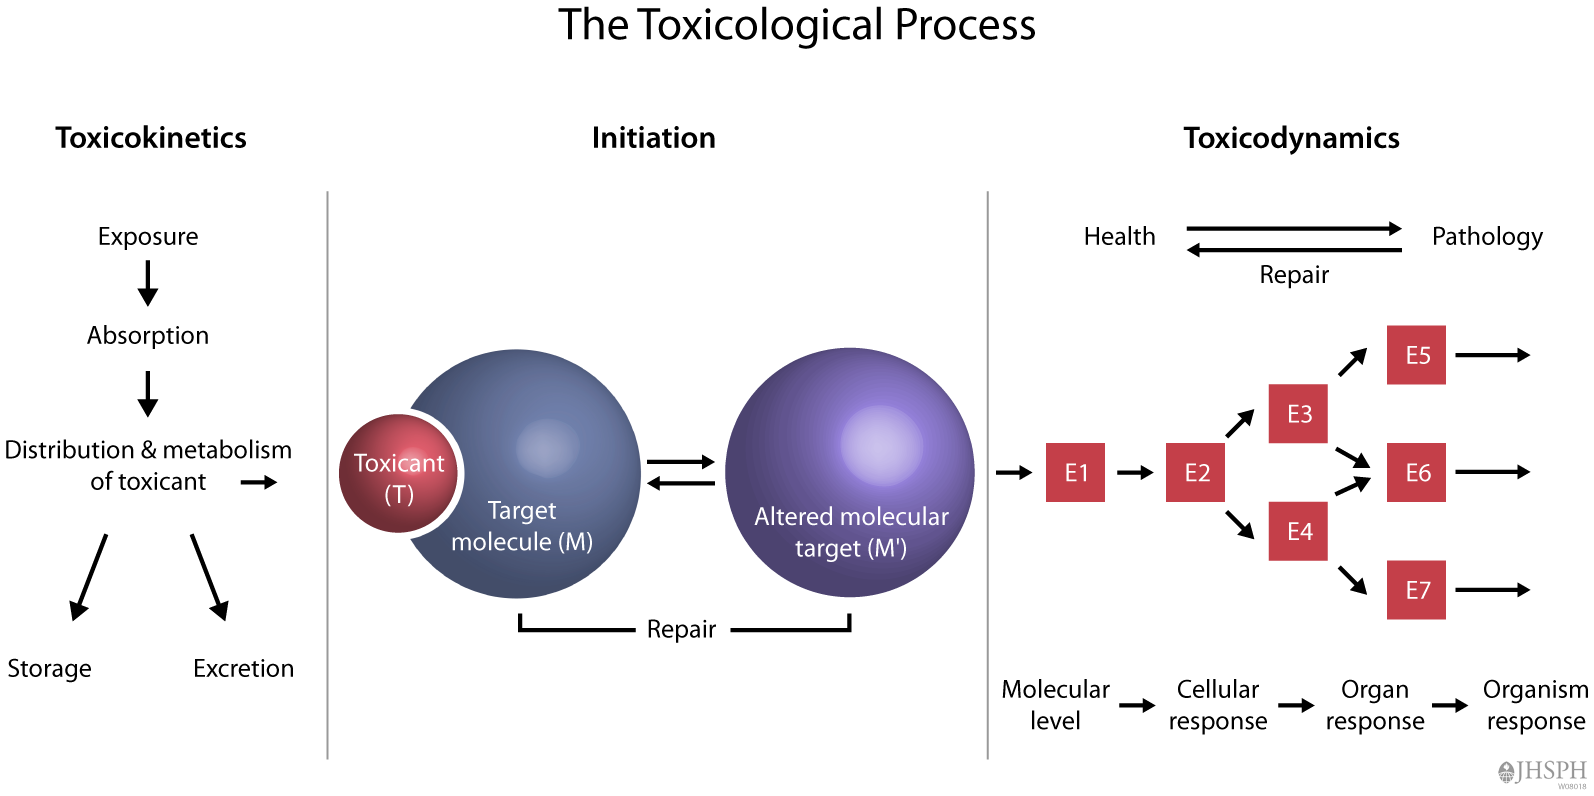 The Toxicological Process
Toxicokinetics
Exposure
Absorption
Distribution & metabolism
of toxicant
Storage
Excretion
Initiation
Toxicant
(T)
Target
molecule (M)
Altered molecular
target (M')
Repair
Toxicodynamics
Health
Pathology
Repair
E1
E2
E3
E4
E5
E6
E7
Molecular
level
Cellular
response
Organ
response
Organism
response
JHSPH
W08018